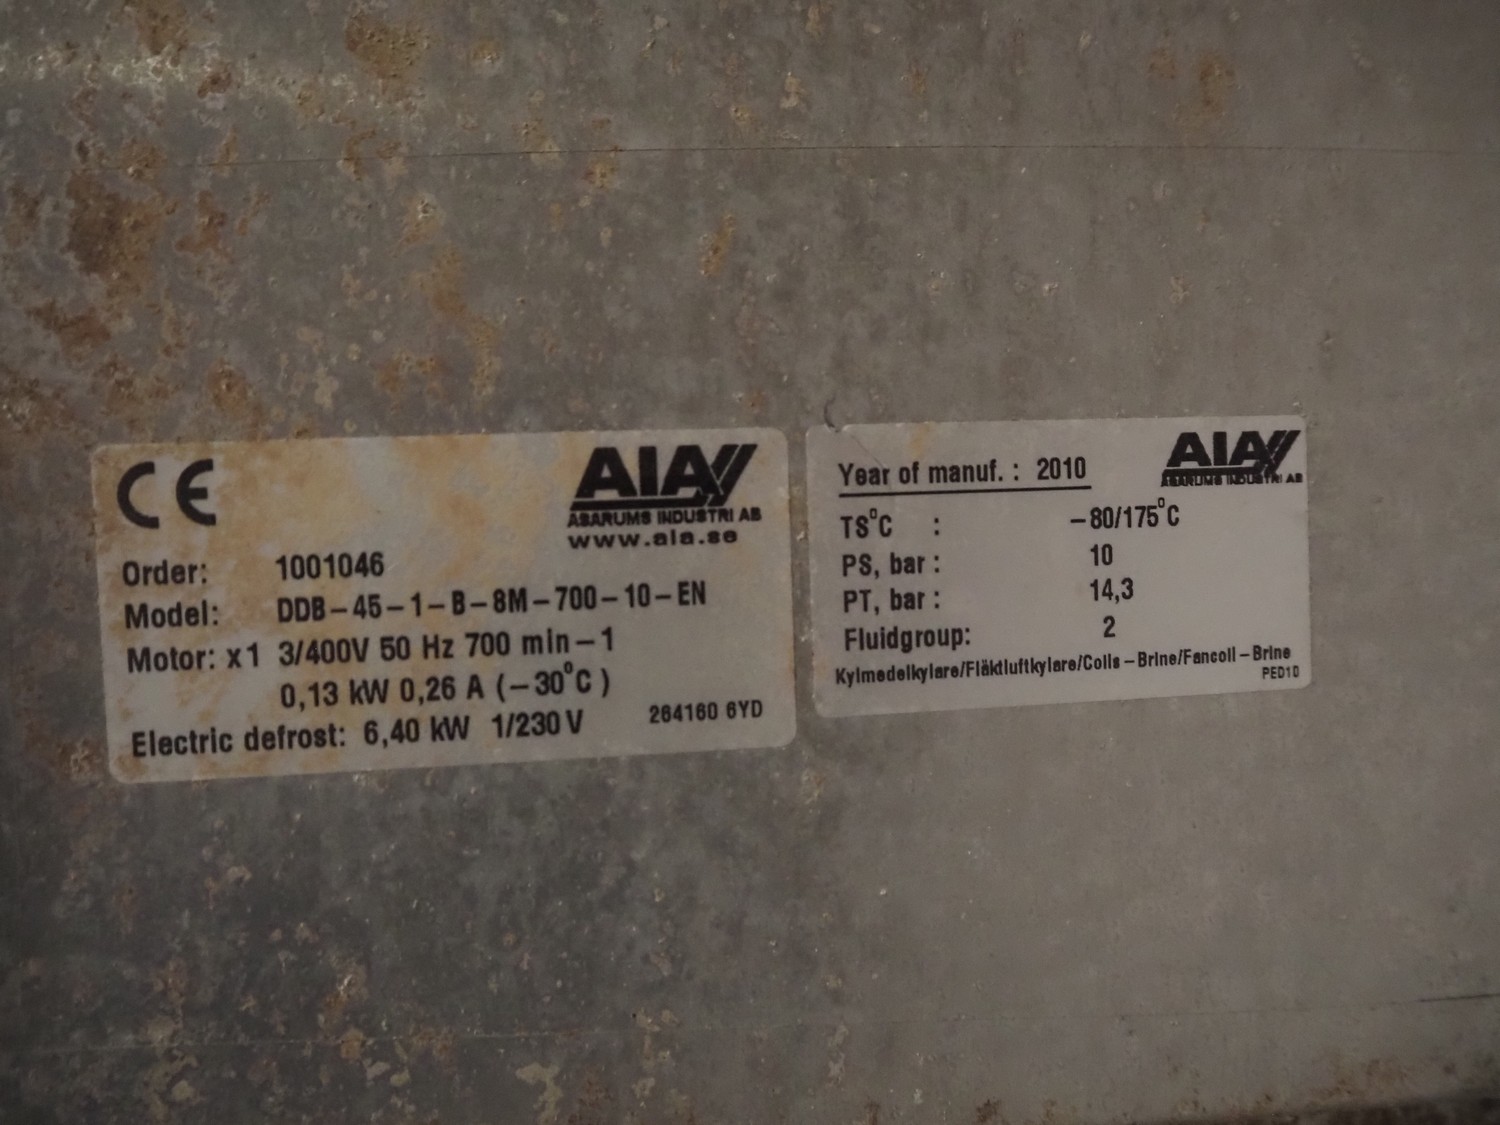 CE
AIA
ASARUMS INDUSTRI AB
www.aia.se
Order: 1001046
Model: DDB-45-1-B-8M-700-10-EN
Motor: x1 3/400V 50 Hz 700 min-1
0,13 kW 0,26 A (-30°C)
Electric defrost: 6,40 kW 1/230V
264160 6YD
Year of manuf. : 2010
AIA
ASARUMS INDUSTRI AB
TS°C : -80/175°C
PS, bar : 10
PT, bar : 14,3
Fluidgroup: 2
Kylmedelkylare/Fläktluftkylare/Coils-Brine/Fancoil-Brine
PED10